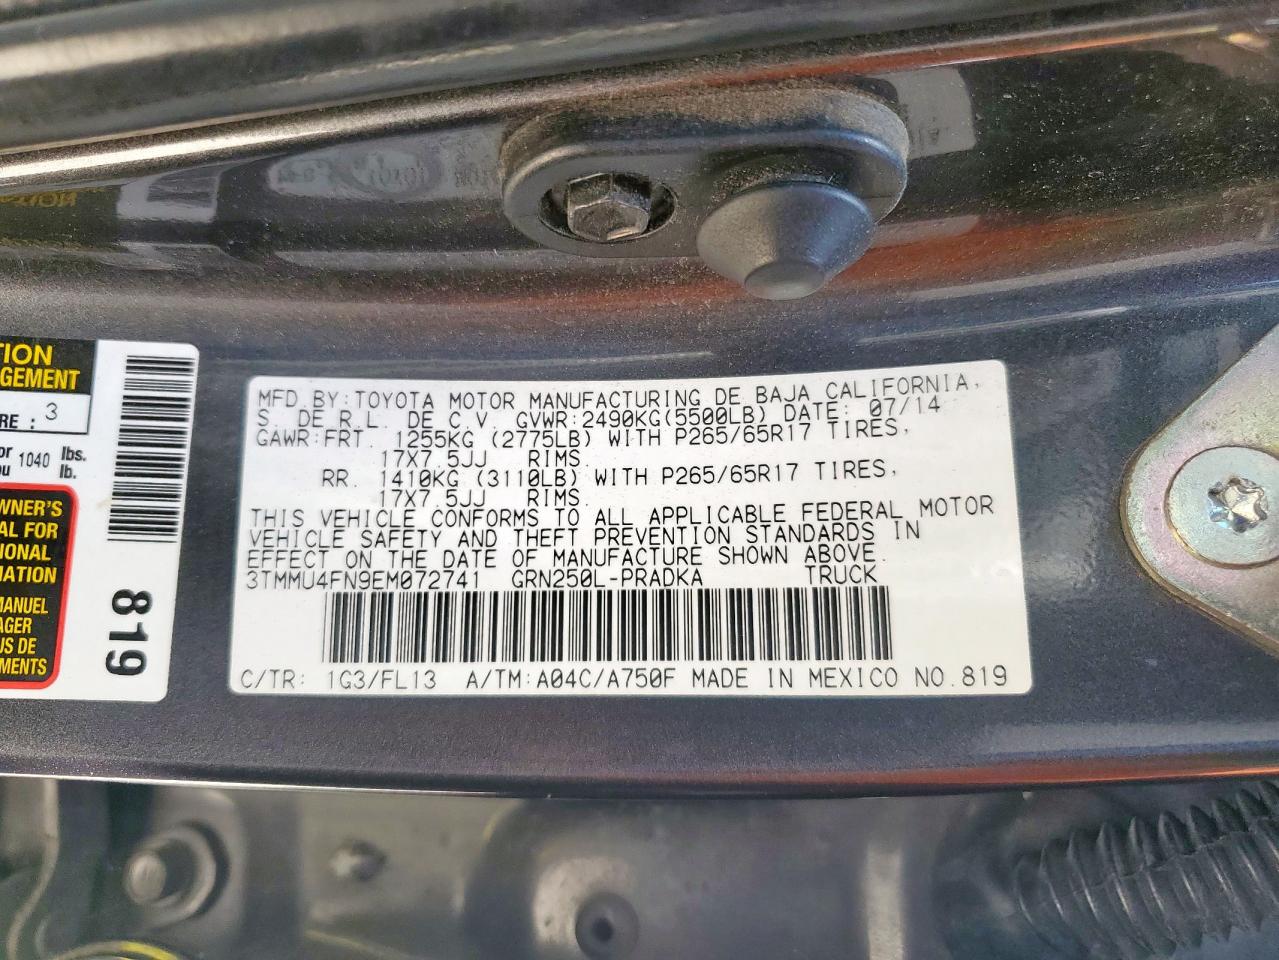 TION
GEMENT
RE : 3
or 1040 lbs.
ou lb.
WNER'S
AL FOR
IONAL
MATION
MANUEL
AGER
US DE
MENTS
819
MFD. BY: TOYOTA MOTOR MANUFACTURING DE BAJA CALIFORNIA,
S. DE R.L. DE C.V. GVWR:2490KG(5500LB) DATE: 07/14
GAWR:FRT. 1255KG (2775LB) WITH P265/65R17 TIRES,
17X7.5JJ RIMS
RR. 1410KG (3110LB) WITH P265/65R17 TIRES,
17X7.5JJ RIMS
THIS VEHICLE CONFORMS TO ALL APPLICABLE FEDERAL MOTOR
VEHICLE SAFETY AND THEFT PREVENTION STANDARDS IN
EFFECT ON THE DATE OF MANUFACTURE SHOWN ABOVE.
3TMMU4FN9EM072741 GRN250L-PRADKA TRUCK
C/TR: 1G3/FL13 A/TM:A04C/A750F MADE IN MEXICO NO.819